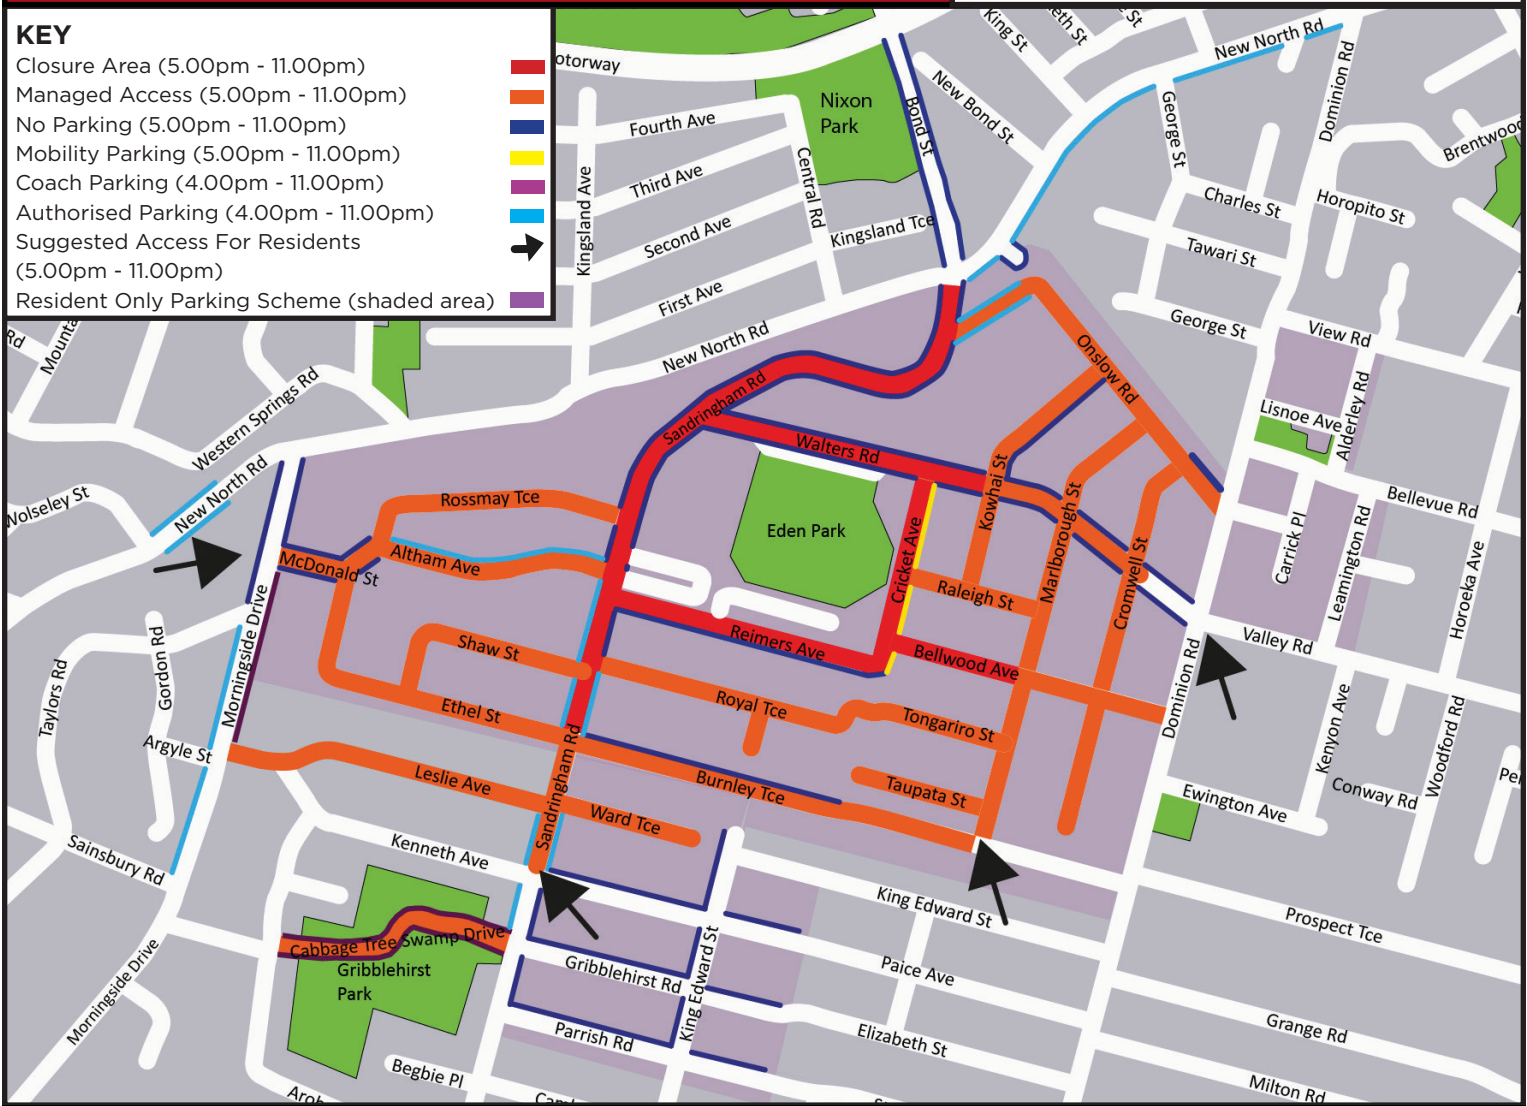 KEY
Closure Area (5.00pm - 11.00pm)
Managed Access (5.00pm - 11.00pm)
No Parking (5.00pm - 11.00pm)
Mobility Parking (5.00pm - 11.00pm)
Coach Parking (4.00pm - 11.00pm)
Authorised Parking (4.00pm - 11.00pm)
Suggested Access For Residents
(5.00pm - 11.00pm)
Resident Only Parking Scheme (shaded area)
otorway
King St
eth St
St
New North Rd
Dominion Rd
Nixon
Park
Bond St
New Bond St
George St
Brentwood
Fourth Ave
Third Ave
Second Ave
First Ave
Kingsland Ave
Central Rd
Kingsland Tce
Charles St
Horopito St
Tawari St
George St
View Rd
New North Rd
Rd
Mounta
Western Springs Rd
New North Rd
Wolseley St
Onslow Rd
Lisnoe Ave
Alderley Rd
Bellevue Rd
Sandringham Rd
Walters Rd
Kowhai St
Marlborough St
Cromwell St
Carrick Pl
Leamington Rd
Horoeka Ave
Rossmay Tce
Altham Ave
McDonald St
Eden Park
Cricket Ave
Raleigh St
Reimers Ave
Bellwood Ave
Valley Rd
Dominion Rd
Shaw St
Ethel St
Royal Tce
Tongariro St
Taupata St
Burnley Tce
Gordon Rd
Taylors Rd
Morningside Drive
Argyle St
Leslie Ave
Ward Tce
Sandringham Rd
Kenyon Ave
Woodford Rd
Conway Rd
Ewington Ave
Pe
Kenneth Ave
Sainsbury Rd
Cabbage Tree Swamp Drive
Gribblehirst
Park
Morningside Drive
King Edward St
Prospect Tce
Gribblehirst Rd
King Edward St
Paice Ave
Parrish Rd
Elizabeth St
Grange Rd
Begbie Pl
Milton Rd